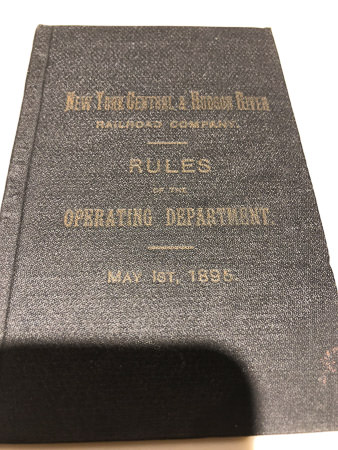 NEW YORK CENTRAL & HUDSON RIVER
RAILROAD COMPANY.
RULES
OF THE
OPERATING DEPARTMENT
MAY 1ST, 1895.